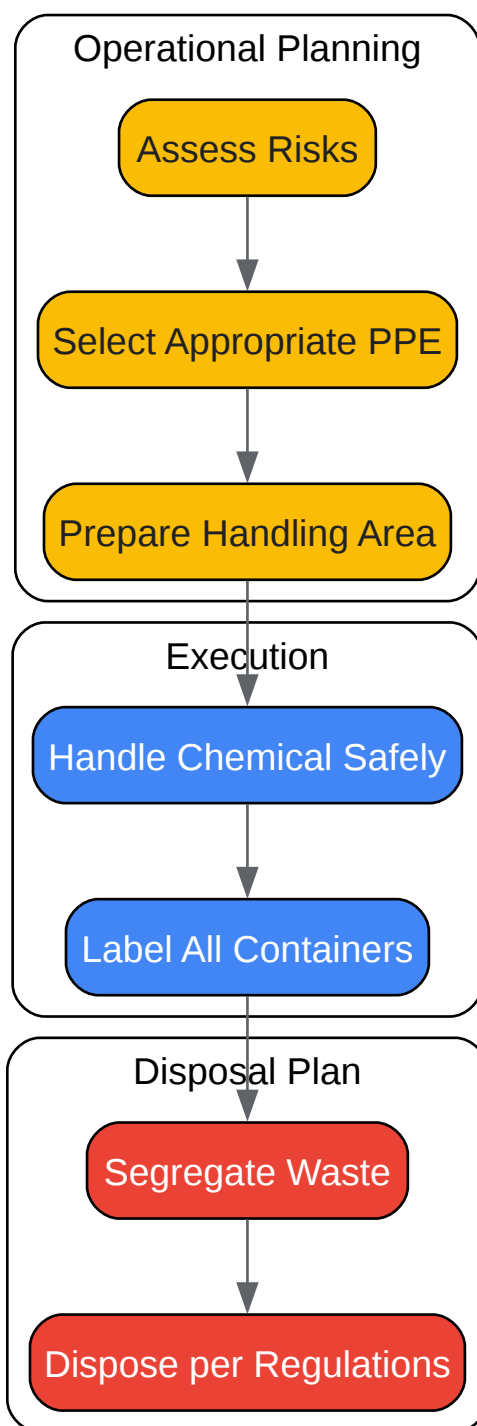 Operational Planning
Assess Risks
Select Appropriate PPE
Prepare Handling Area
Execution
Handle Chemical Safely
Label All Containers
Disposal Plan
Segregate Waste
Dispose per Regulations